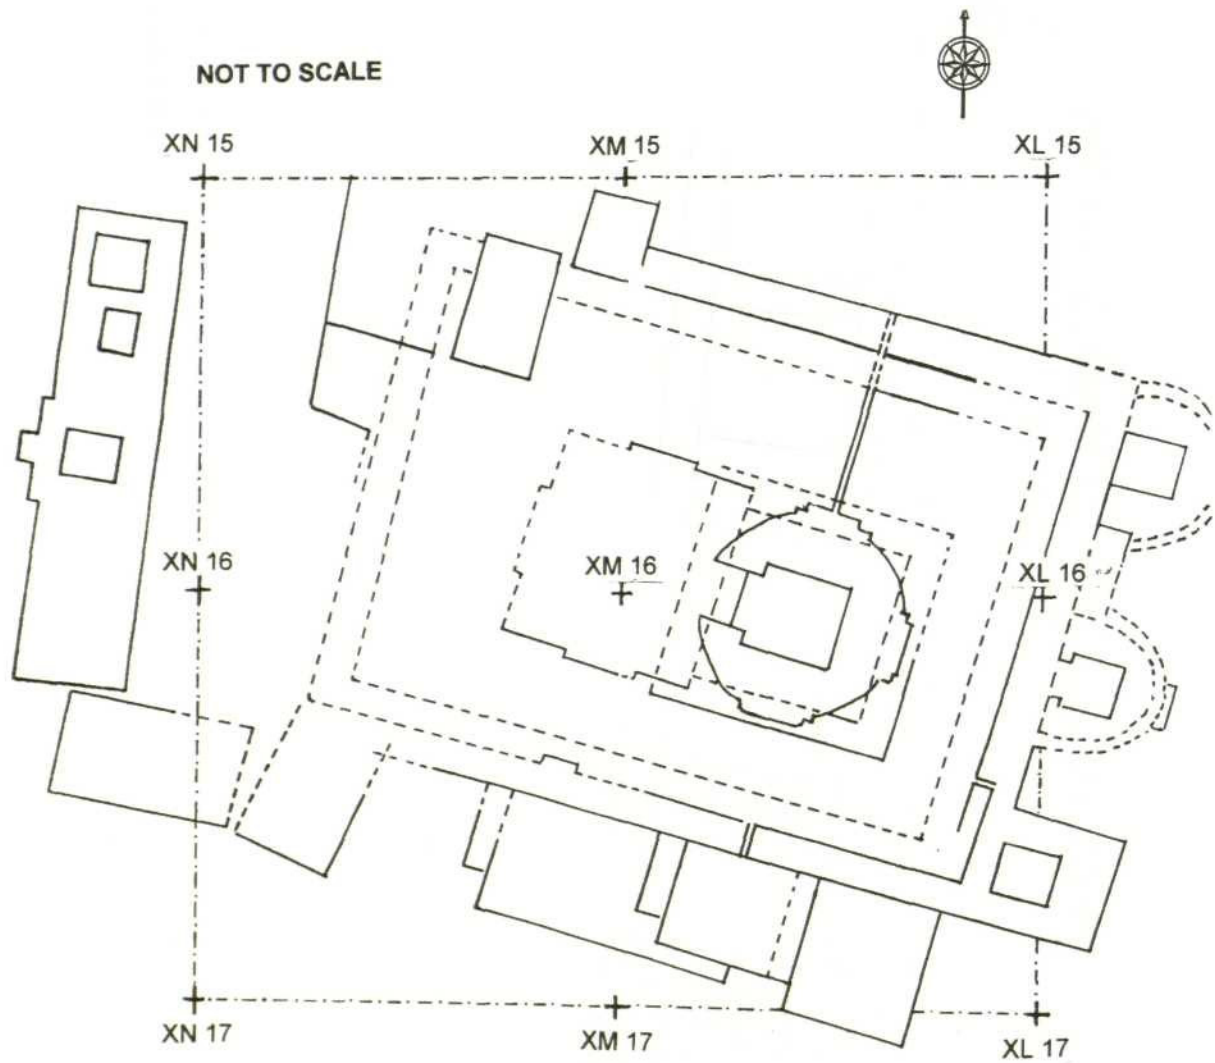 NOT TO SCALE
XN 15
XM 15
XL 15
XN 16
XM 16
XL 16
XN 17
XM 17
XL 17